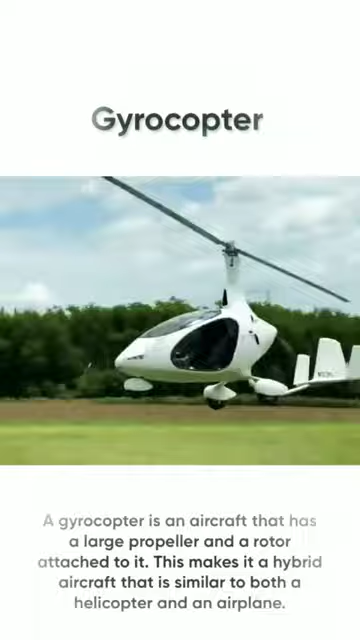 Gyrocopter
A gyrocopter is an aircraft that has
a large propeller and a rotor
attached to it. This makes it a hybrid
aircraft that is similar to both a
helicopter and an airplane.